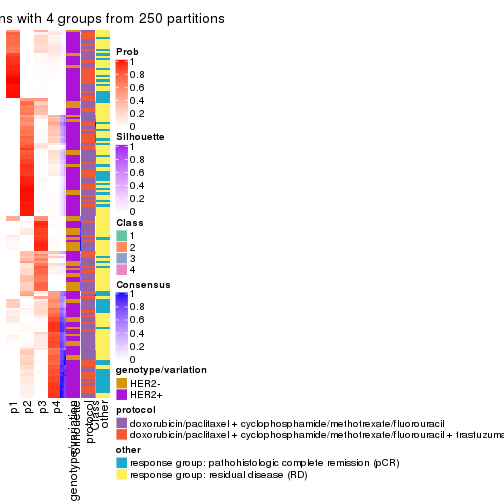 ns with 4 groups from 250 partitions
Prob
1
0.8
0.6
0.4
0.2
0
Silhouette
1
0.8
0.6
0.4
0.2
0
Class
1
2
3
4
Consensus
1
0.8
0.6
0.4
0.2
0
genotype/variation
HER2-
HER2+
protocol
doxorubicin/paclitaxel + cyclophosphamide/methotrexate/fluorouracil
doxorubicin/paclitaxel + cyclophosphamide/methotrexate/fluorouracil + trastuzuma
other
response group: pathohistologic complete remission (pCR)
response group: residual disease (RD)
p1
p2
p3
p4
genotype/variation
protocol
Class
other